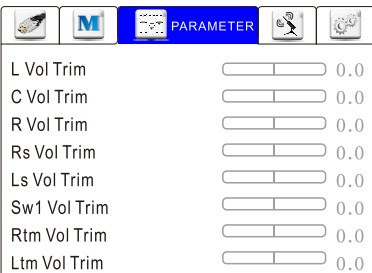 M PARAMETER
L Vol Trim 0.0
C Vol Trim 0.0
R Vol Trim 0.0
Rs Vol Trim 0.0
Ls Vol Trim 0.0
Sw1 Vol Trim 0.0
Rtm Vol Trim 0.0
Ltm Vol Trim 0.0